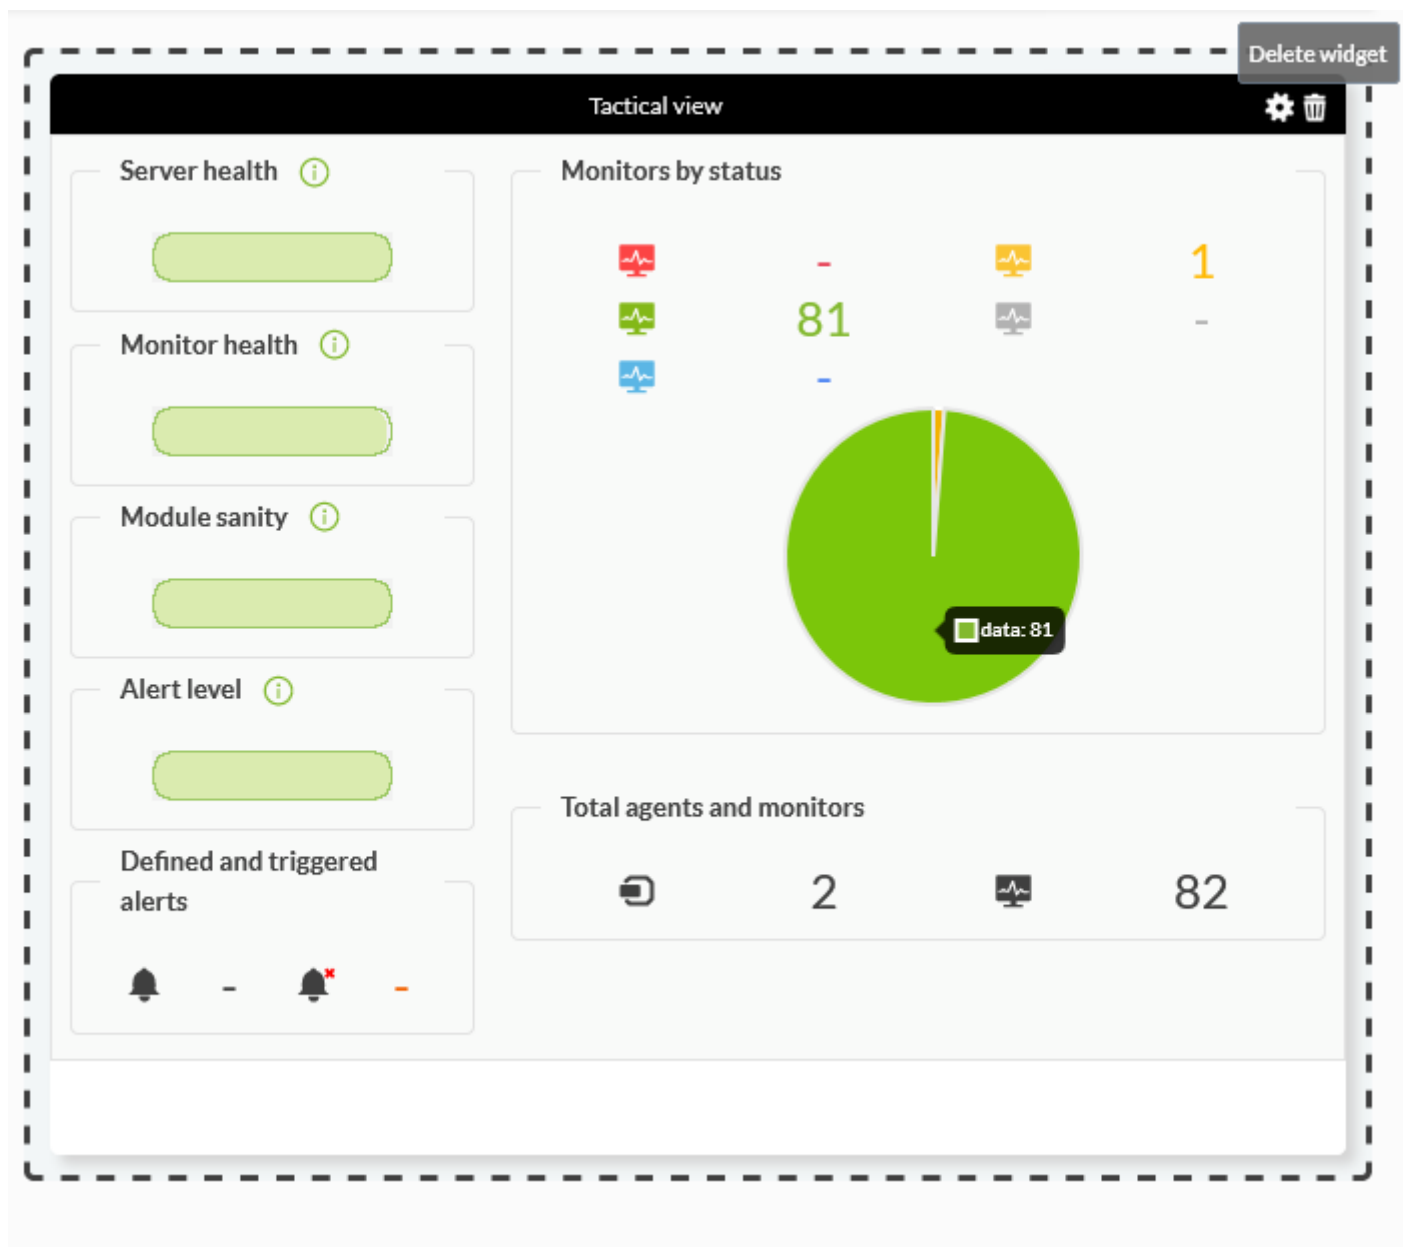 Delete widget
Tactical view
Server health
Monitor health
Module sanity
Alert level
Defined and triggered
alerts
- -
Monitors by status
- 1
81 -
-
data: 81
Total agents and monitors
2 82